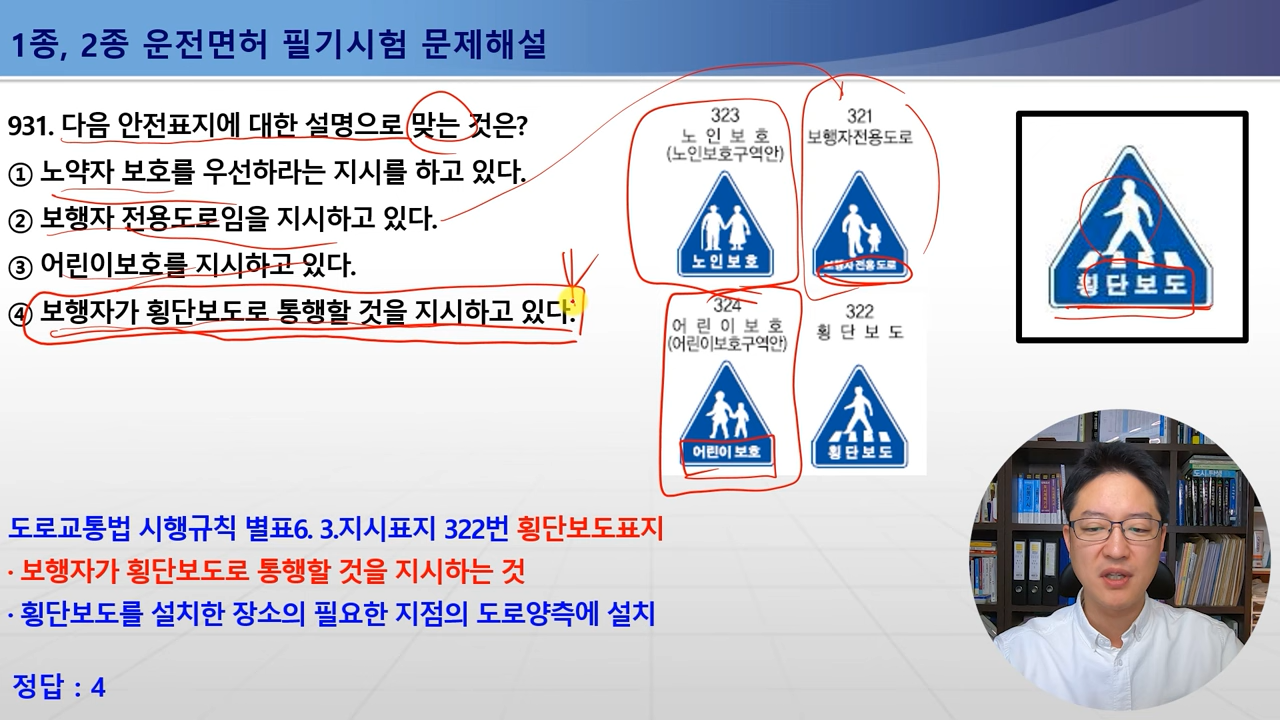 1종, 2종 운전면허 필기시험 문제해설
931. 다음 안전표지에 대한 설명으로 맞는 것은?
① 노약자 보호를 우선하라는 지시를 하고 있다.
② 보행자 전용도로임을 지시하고 있다.
③ 어린이보호를 지시하고 있다.
④ 보행자가 횡단보도로 통행할 것을 지시하고 있다.
323
노 인 보 호
(노인보호구역안)
노인보호
321
보행자전용도로
보행자전용도로
324
어 린 이 보 호
(어린이보호구역안)
어린이보호
322
횡 단 보 도
횡단보도
횡단보도
도로교통법 시행규칙 별표6. 3.지시표지 322번 횡단보도표지
· 보행자가 횡단보도로 통행할 것을 지시하는 것
· 횡단보도를 설치한 장소의 필요한 지점의 도로양측에 설치
정답 : 4